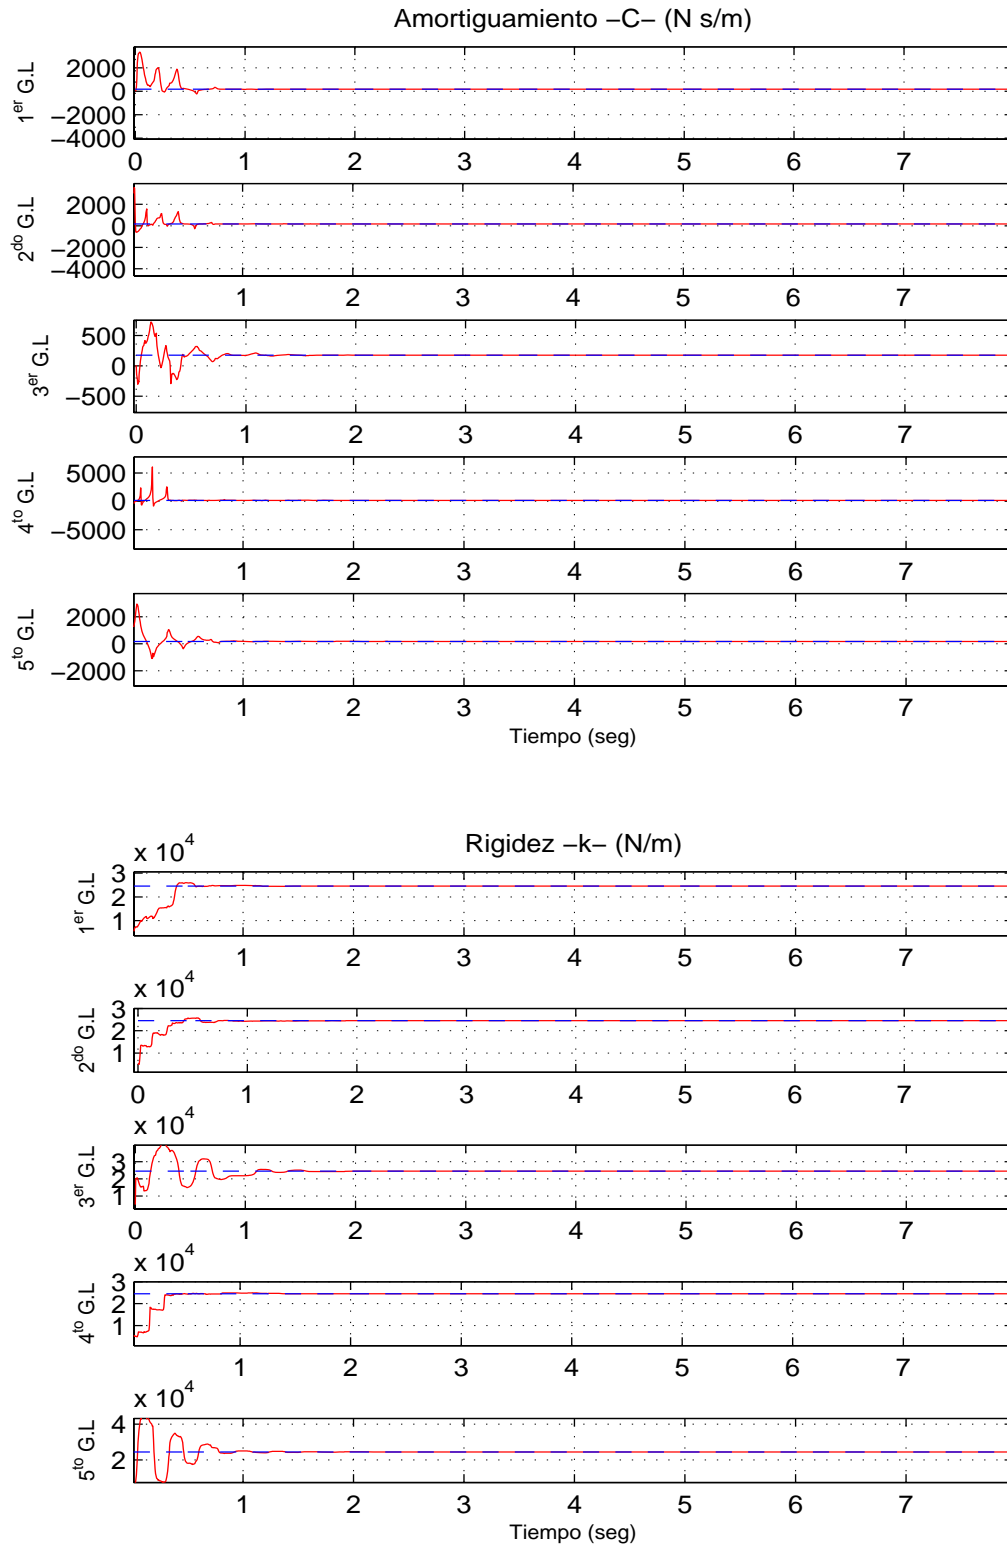 Amortiguamiento –C– (N s/m)
1er G.L
2000
0
−2000
−4000
0 1 2 3 4 5 6 7
2do G.L
2000
0
−2000
−4000
1 2 3 4 5 6 7
3er G.L
500
0
−500
0 1 2 3 4 5 6 7
4to G.L
5000
0
−5000
1 2 3 4 5 6 7
5to G.L
2000
0
−2000
1 2 3 4 5 6 7
Tiempo (seg)
Rigidez –k– (N/m)
x 10^4
1er G.L
3
2
1
1 2 3 4 5 6 7
x 10^4
2do G.L
3
2
1
0 1 2 3 4 5 6 7
x 10^4
3er G.L
3
2
1
0 1 2 3 4 5 6 7
x 10^4
4to G.L
3
2
1
1 2 3 4 5 6 7
x 10^4
5to G.L
4
2
1 2 3 4 5 6 7
Tiempo (seg)